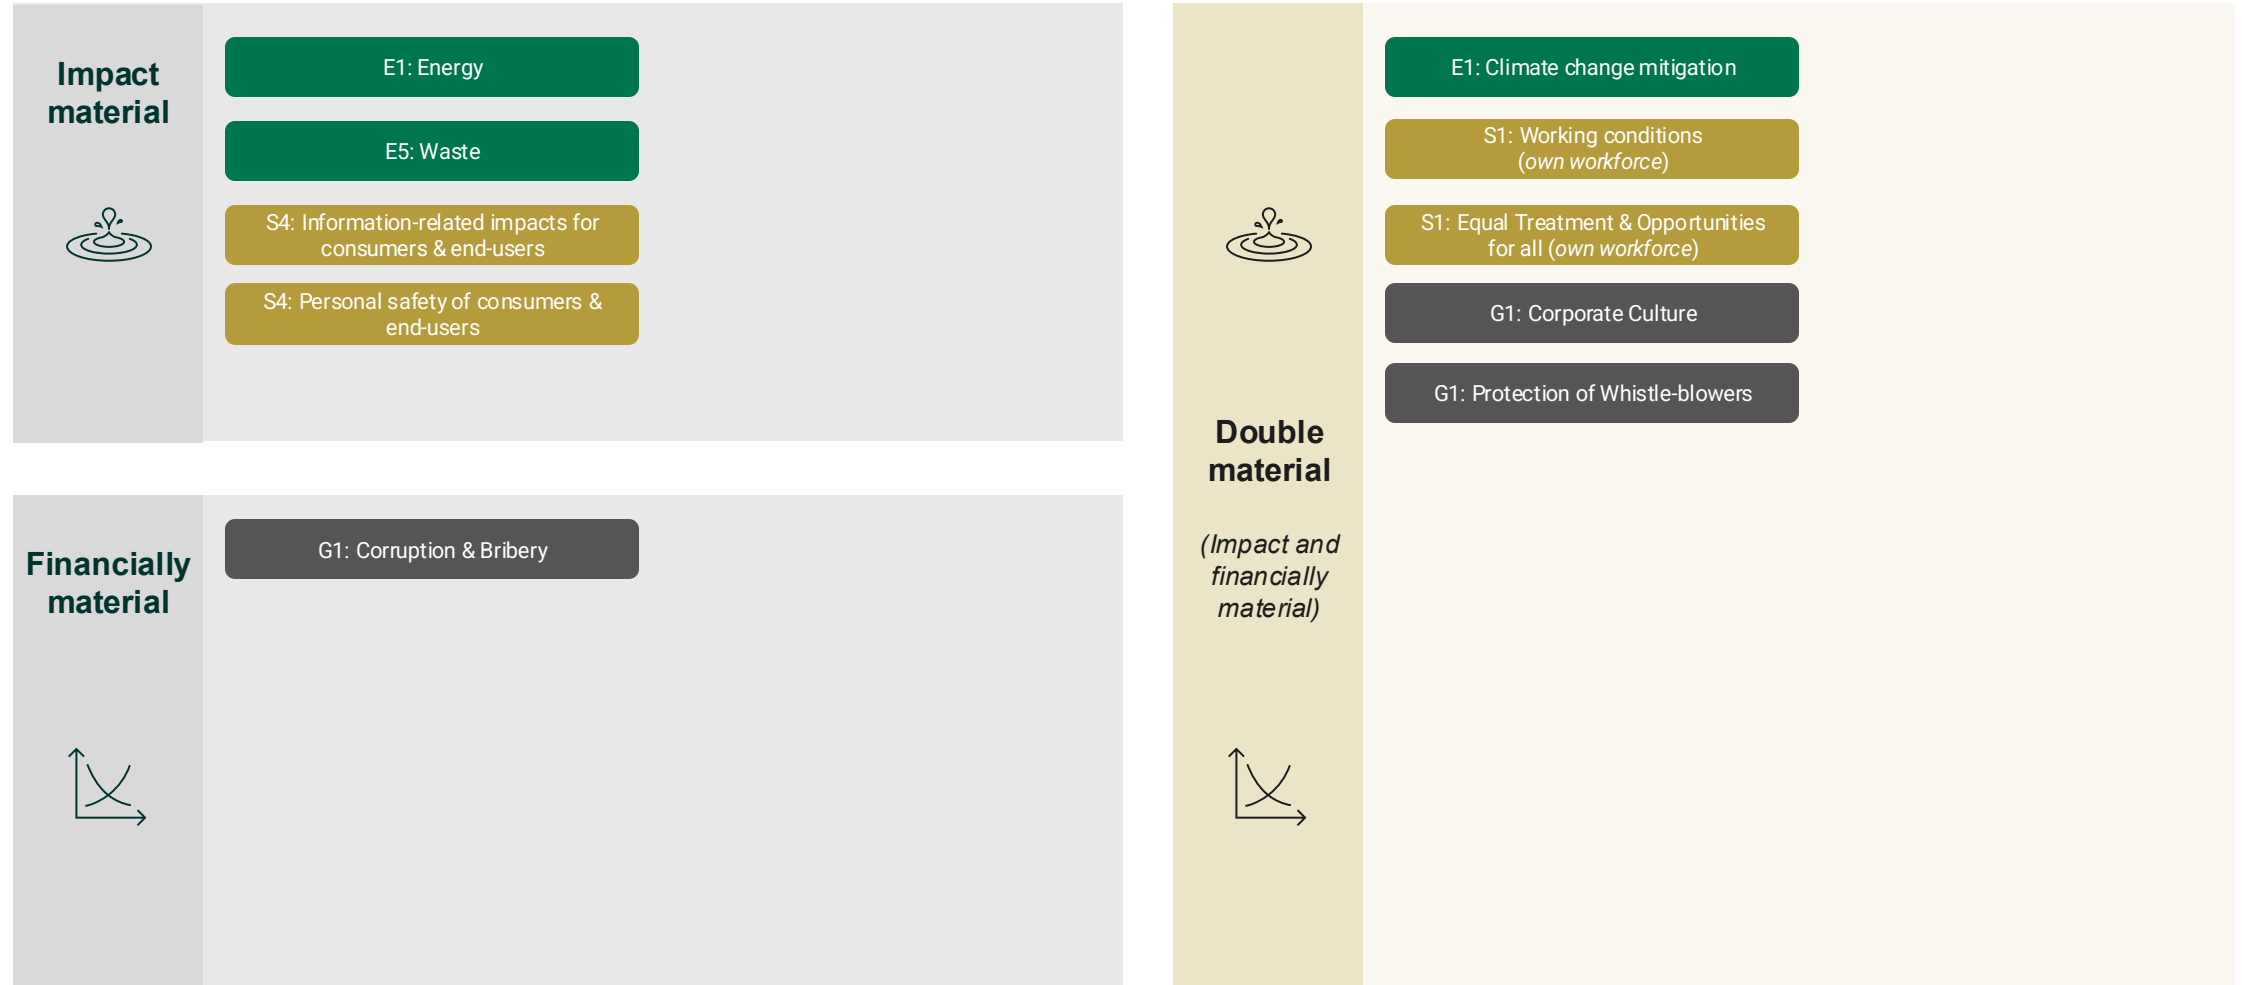 Impact
material
E1: Energy
E5: Waste
S4: Information-related impacts for
consumers & end-users
S4: Personal safety of consumers &
end-users
Financially
material
G1: Corruption & Bribery
Double
material
(Impact and
financially
material)
E1: Climate change mitigation
S1: Working conditions
(own workforce)
S1: Equal Treatment & Opportunities
for all (own workforce)
G1: Corporate Culture
G1: Protection of Whistle-blowers